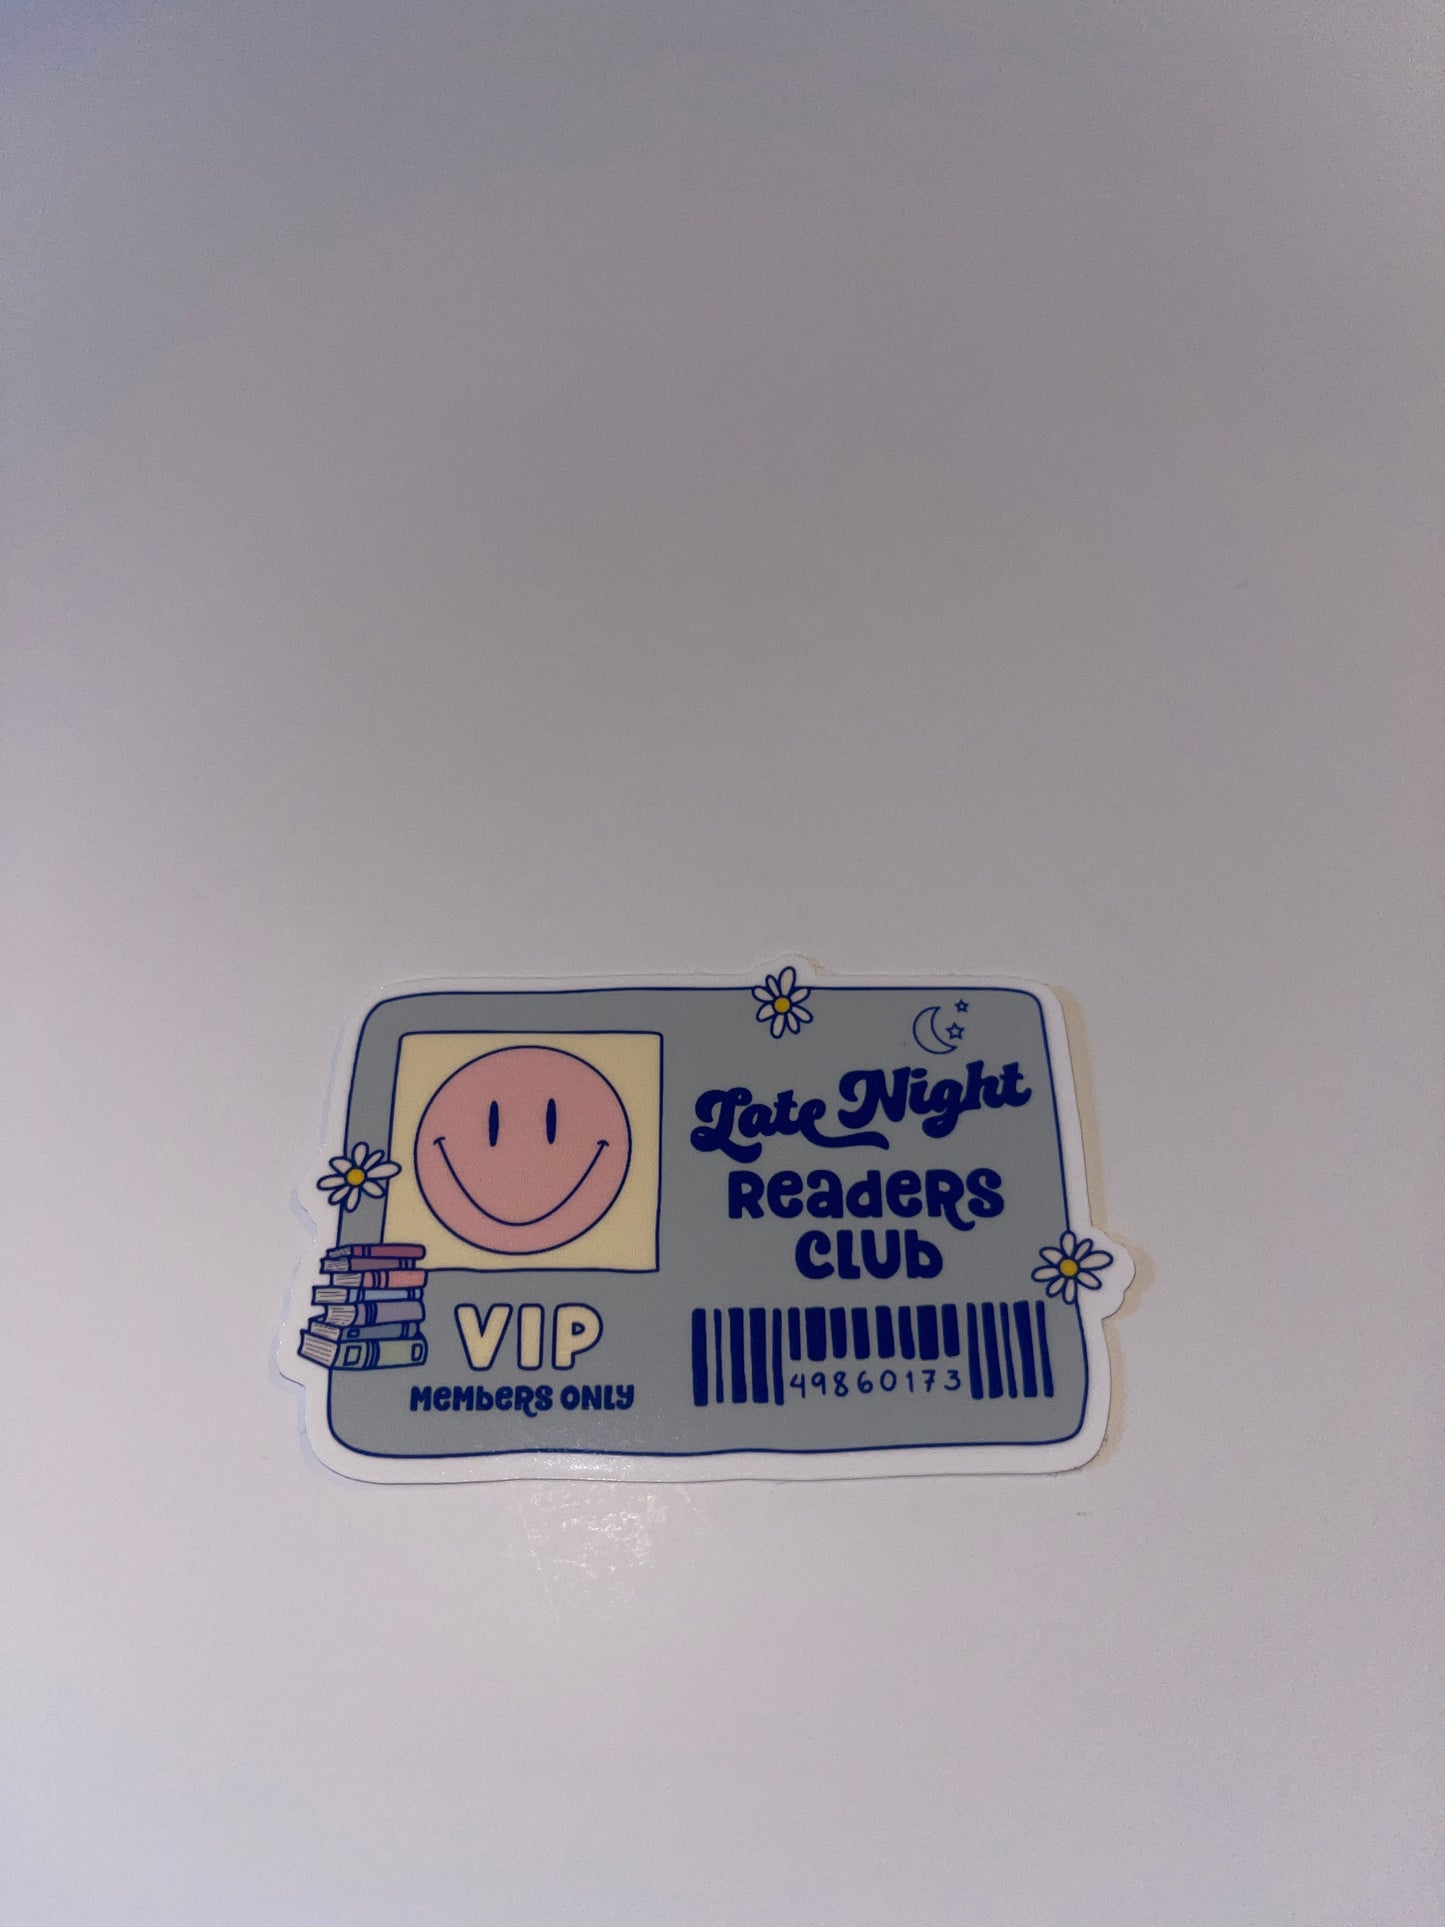 Late Night
Readers
Club
VIP
Members Only
49860173